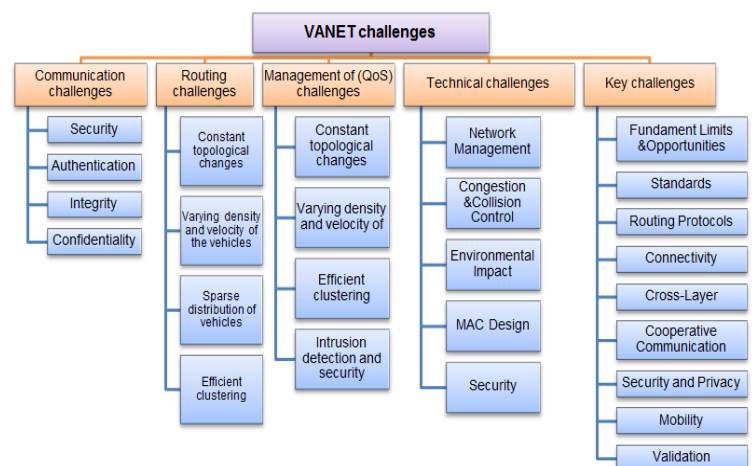 VANET challenges
Communication
challenges
Security
Authentication
Integrity
Confidentiality
Routing
challenges
Constant
topological
changes
Varying density
and velocity of
the vehicles
Sparse
distribution of
vehicles
Efficient
clustering
Management of (QoS)
challenges
Constant
topological
changes
Varying density
and velocity of
Efficient
clustering
Intrusion
detection and
security
Technical challenges
Network
Management
Congestion
&Collision
Control
Environmental
Impact
MAC Design
Security
Key challenges
Fundament Limits
&Opportunities
Standards
Routing Protocols
Connectivity
Cross-Layer
Cooperative
Communication
Security and Privacy
Mobility
Validation